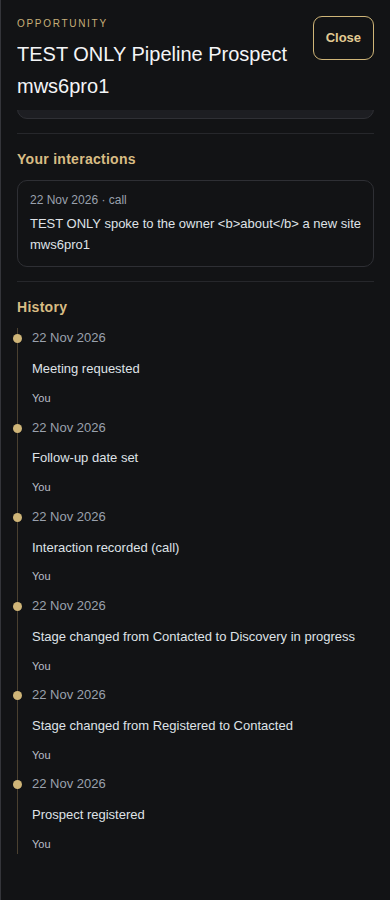 OPPORTUNITY
TEST ONLY Pipeline Prospect
mws6pro1
Close
Your interactions
22 Nov 2026 · call
TEST ONLY spoke to the owner <b>about</b> a new site
mws6pro1
History
22 Nov 2026
Meeting requested
You
22 Nov 2026
Follow-up date set
You
22 Nov 2026
Interaction recorded (call)
You
22 Nov 2026
Stage changed from Contacted to Discovery in progress
You
22 Nov 2026
Stage changed from Registered to Contacted
You
22 Nov 2026
Prospect registered
You